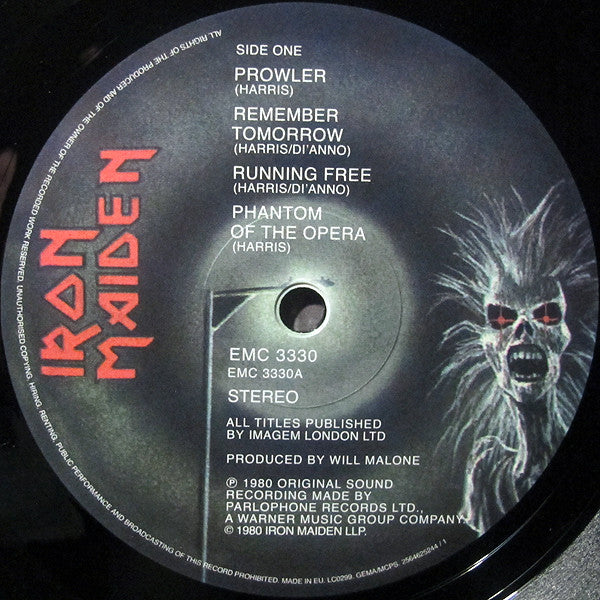 ALL RIGHTS OF THE PRODUCER AND OF THE OWNER OF THE RECORDED WORK RESERVED. UNAUTHORISED COPYING, HIRING, RENTING, PUBLIC PERFORMANCE AND BROADCASTING OF THIS RECORD PROHIBITED. MADE IN EU. LC0299. GEMA/MCPS. 2564625244 / 1
IRON
MAIDEN
SIDE ONE
PROWLER
(HARRIS)
REMEMBER
TOMORROW
(HARRIS/DI'ANNO)
RUNNING FREE
(HARRIS/DI'ANNO)
PHANTOM
OF THE OPERA
(HARRIS)
EMC 3330
EMC 3330A
STEREO
ALL TITLES PUBLISHED
BY IMAGEM LONDON LTD
PRODUCED BY WILL MALONE
℗ 1980 ORIGINAL SOUND
RECORDING MADE BY
PARLOPHONE RECORDS LTD.,
A WARNER MUSIC GROUP COMPANY.
© 1980 IRON MAIDEN LLP.